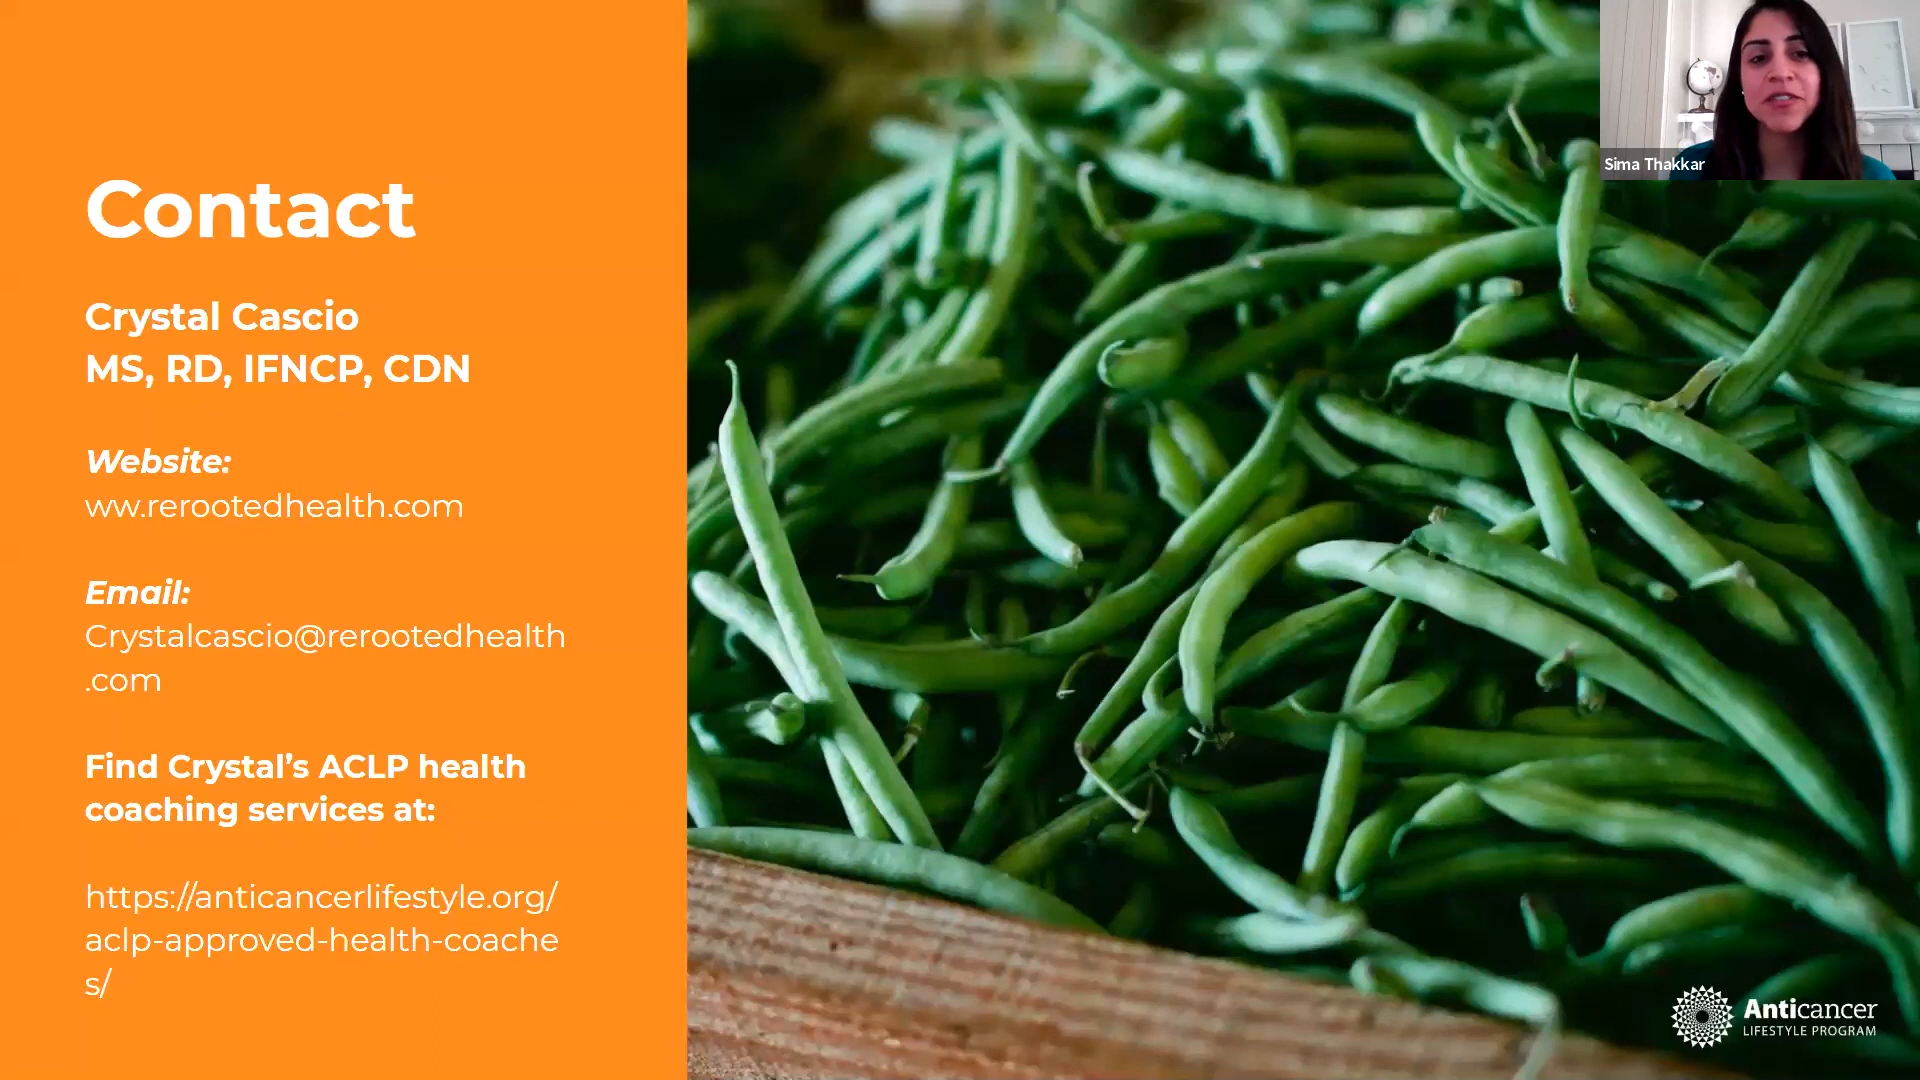 Sima Thakkar
Contact
Crystal Cascio
MS, RD, IFNCP, CDN
Website:
ww.rerootedhealth.com
Email:
Crystalcascio@rerootedhealth
.com
Find Crystal’s ACLP health
coaching services at:
https://anticancerlifestyle.org/
aclp-approved-health-coache
s/
Anticancer
LIFESTYLE PROGRAM